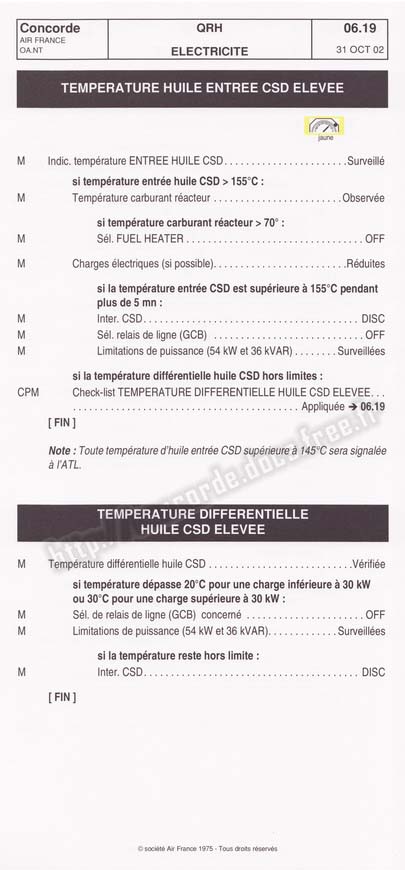 Concorde
AIR FRANCE
OA.NT
QRH
ELECTRICITE
06.19
31 OCT 02
TEMPERATURE HUILE ENTREE CSD ELEVEE
jaune
M Indic. température ENTREE HUILE CSD . . . . . . . . . . . . . . . . . . . . . . . Surveillé
si température entrée huile CSD > 155°C :
M Température carburant réacteur . . . . . . . . . . . . . . . . . . . . . . . . Observée
si température carburant réacteur > 70° :
M Sél. FUEL HEATER . . . . . . . . . . . . . . . . . . . . . . . . . . . . . . . . . . OFF
M Charges électriques (si possible). . . . . . . . . . . . . . . . . . . . . . . . . Réduites
si la température entrée CSD est supérieure à 155°C pendant
plus de 5 mn :
M Inter. CSD. . . . . . . . . . . . . . . . . . . . . . . . . . . . . . . . . . . . . . . . . DISC
M Sél. relais de ligne (GCB) . . . . . . . . . . . . . . . . . . . . . . . . . . . . . OFF
M Limitations de puissance (54 kW et 36 kVAR) . . . . . . . . Surveillées
si la température différentielle huile CSD hors limites :
CPM Check-list TEMPERATURE DIFFERENTIELLE HUILE CSD ELEVEE. . .
. . . . . . . . . . . . . . . . . . . . . . . . . . . . . . . . . . . . . . . . . . . Appliquée ➔ 06.19
[ FIN ]
Note : Toute température d'huile entrée CSD supérieure à 145°C sera signalée
à l'ATL.
http://concorde.docs.free.fr
TEMPERATURE DIFFERENTIELLE
HUILE CSD ELEVEE
M Température différentielle huile CSD . . . . . . . . . . . . . . . . . . . . . . . . . . . Vérifiée
si température dépasse 20°C pour une charge inférieure à 30 kW
ou 30°C pour une charge supérieure à 30 kW :
M Sél. de relais de ligne (GCB) concerné . . . . . . . . . . . . . . . . . . . . . . OFF
M Limitations de puissance (54 kW et 36 kVAR). . . . . . . . . . . . . Surveillées
si la température reste hors limite :
M Inter. CSD. . . . . . . . . . . . . . . . . . . . . . . . . . . . . . . . . . . . . . . . . DISC
[ FIN ]
© société Air France 1975 - Tous droits réservés